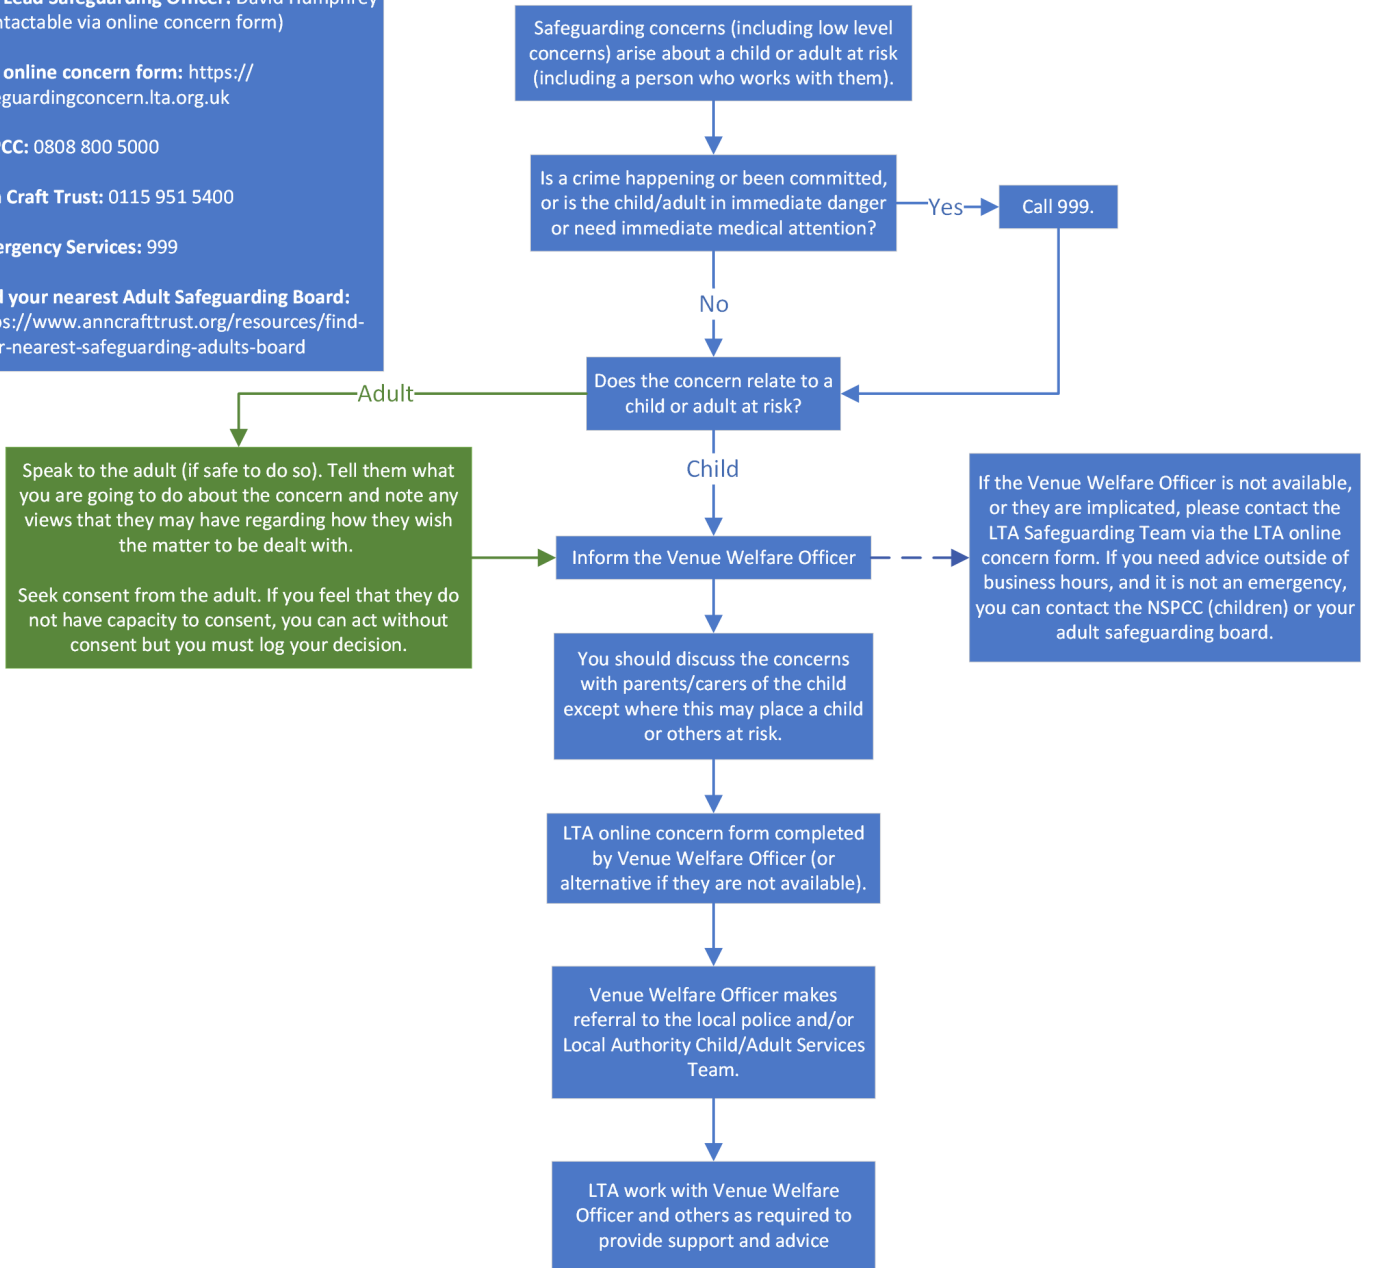 Lead Safeguarding Officer: David Humphrey
ntactable via online concern form)
online concern form: https://
eguardingconcern.lta.org.uk
CC: 0808 800 5000
Craft Trust: 0115 951 5400
ergency Services: 999
your nearest Adult Safeguarding Board:
s://www.anncrafttrust.org/resources/find-
r-nearest-safeguarding-adults-board
Safeguarding concerns (including low level
concerns) arise about a child or adult at risk
(including a person who works with them).
Is a crime happening or been committed,
or is the child/adult in immediate danger
or need immediate medical attention?
Yes
Call 999.
No
Does the concern relate to a
child or adult at risk?
Adult
Child
Speak to the adult (if safe to do so). Tell them what
you are going to do about the concern and note any
views that they may have regarding how they wish
the matter to be dealt with.
Seek consent from the adult. If you feel that they do
not have capacity to consent, you can act without
consent but you must log your decision.
Inform the Venue Welfare Officer
If the Venue Welfare Officer is not available,
or they are implicated, please contact the
LTA Safeguarding Team via the LTA online
concern form. If you need advice outside of
business hours, and it is not an emergency,
you can contact the NSPCC (children) or your
adult safeguarding board.
You should discuss the concerns
with parents/carers of the child
except where this may place a child
or others at risk.
LTA online concern form completed
by Venue Welfare Officer (or
alternative if they are not available).
Venue Welfare Officer makes
referral to the local police and/or
Local Authority Child/Adult Services
Team.
LTA work with Venue Welfare
Officer and others as required to
provide support and advice